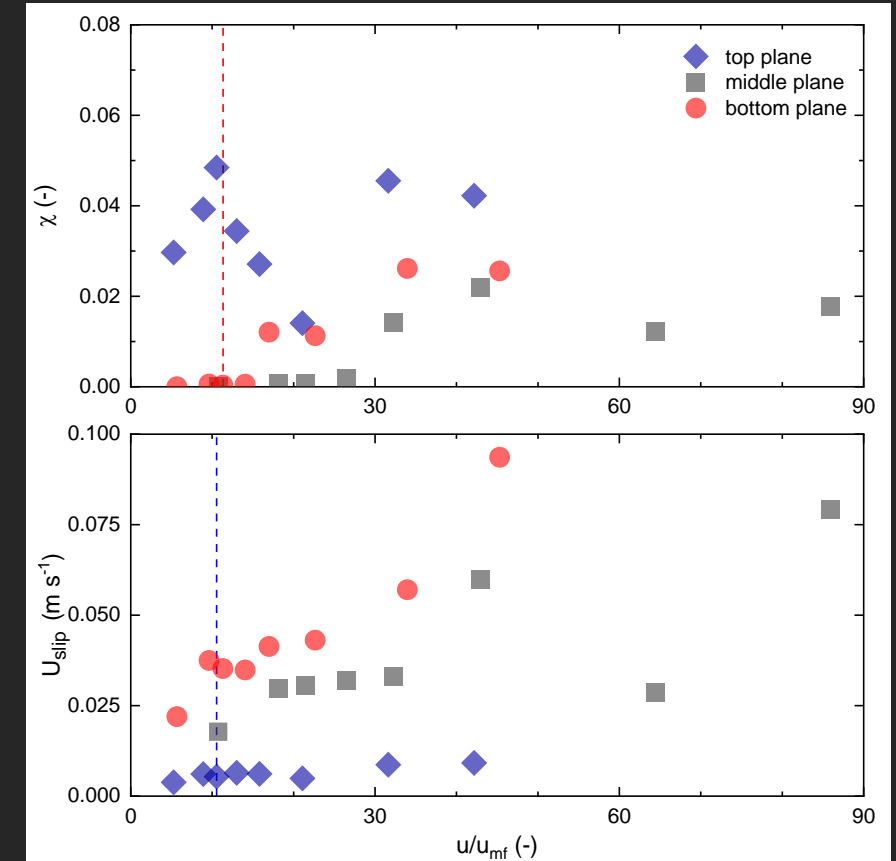 0.08
0.06
0.04
0.02
0.00
χ (-)
top plane
middle plane
bottom plane
0 30 60 90
0.100
0.075
0.050
0.025
0.000
U_slip (m s⁻¹)
0 30 60 90
u/u_mf (-)